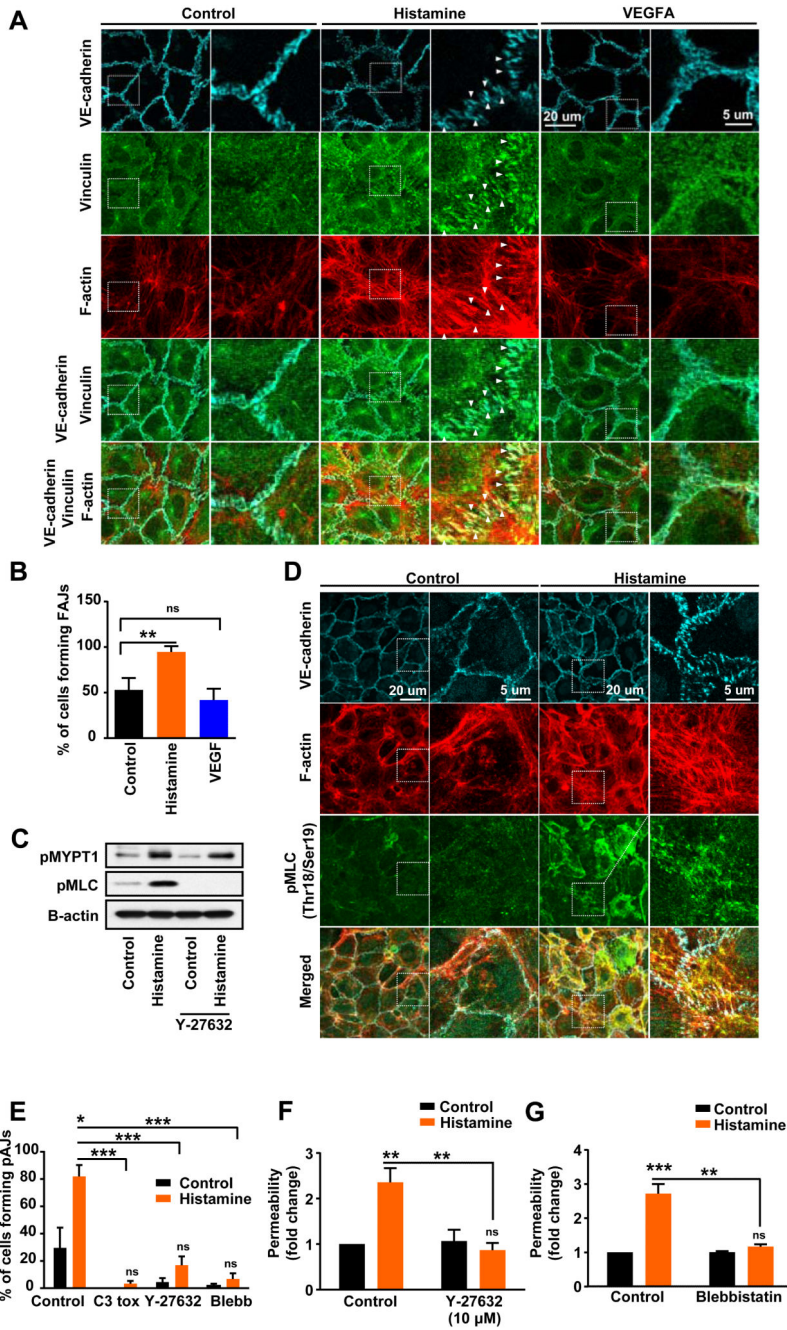 A
Control Histamine VEGFA
VE-cadherin
20 um 5 um
Vinculin
F-actin
VE-cadherin
Vinculin
VE-cadherin
Vinculin
F-actin
B
% of cells forming FAJs
150
100
50
0
ns
**
Control
Histamine
VEGF
C
pMYPT1
pMLC
B-actin
Control
Histamine
Control
Histamine
Y-27632
D
Control Histamine
VE-cadherin
20 um 5 um 20 um 5 um
F-actin
pMLC
(Thr18/Ser19)
Merged
E
% of cells forming pAJs
100
80
60
40
20
0
* ***
***
***
Control
Histamine
ns ns ns
Control C3 tox Y-27632 Blebb
F
Control
Histamine
Permeability
(fold change)
4
3
2
1
0
** **
ns
Control Y-27632
(10 µM)
G
Control
Histamine
Permeability
(fold change)
4
3
2
1
0
*** **
ns
Control Blebbistatin